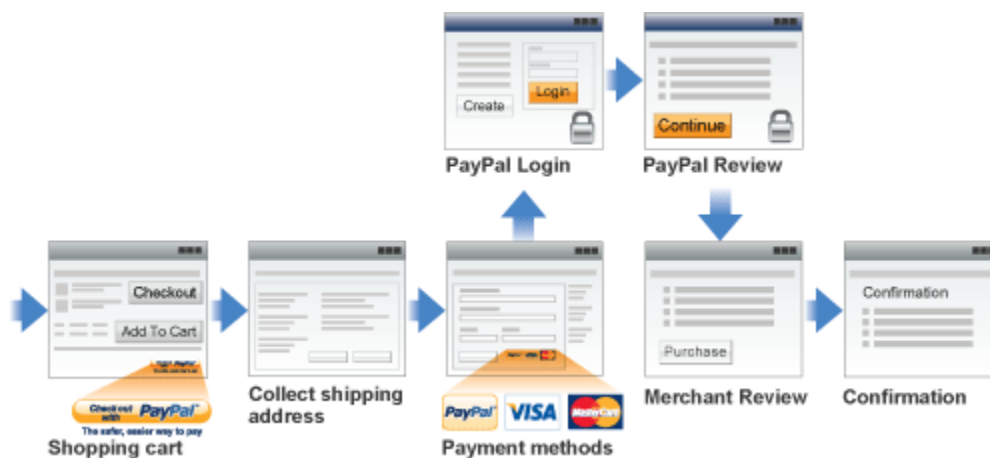 Login
Create
PayPal Login
Continue
PayPal Review
Checkout
Add To Cart
Check out
with
PayPal
The safer, easier way to pay
Shopping cart
Collect shipping
address
PayPal
VISA
MasterCard
Payment methods
Purchase
Merchant Review
Confirmation
Confirmation